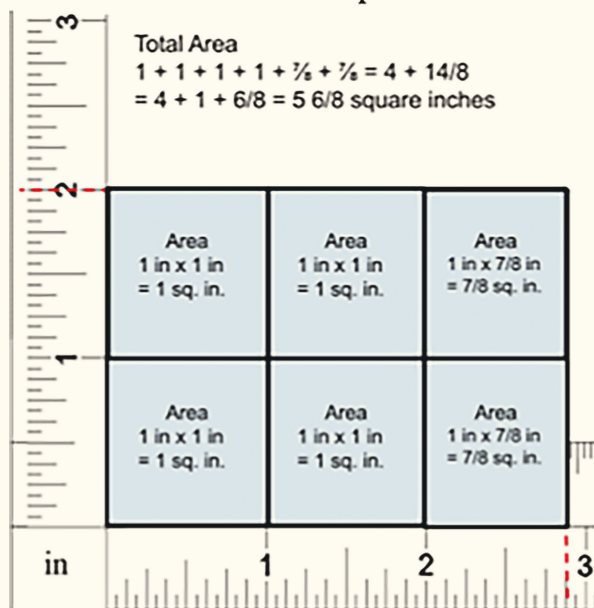 3
Total Area
1 + 1 + 1 + 1 + ⅞ + ⅞ = 4 + 14/8
= 4 + 1 + 6/8 = 5 6/8 square inches
2
Area
1 in x 1 in
= 1 sq. in.
Area
1 in x 1 in
= 1 sq. in.
Area
1 in x 7/8 in
= 7/8 sq. in.
1
Area
1 in x 1 in
= 1 sq. in.
Area
1 in x 1 in
= 1 sq. in.
Area
1 in x 7/8 in
= 7/8 sq. in.
in
1
2
3